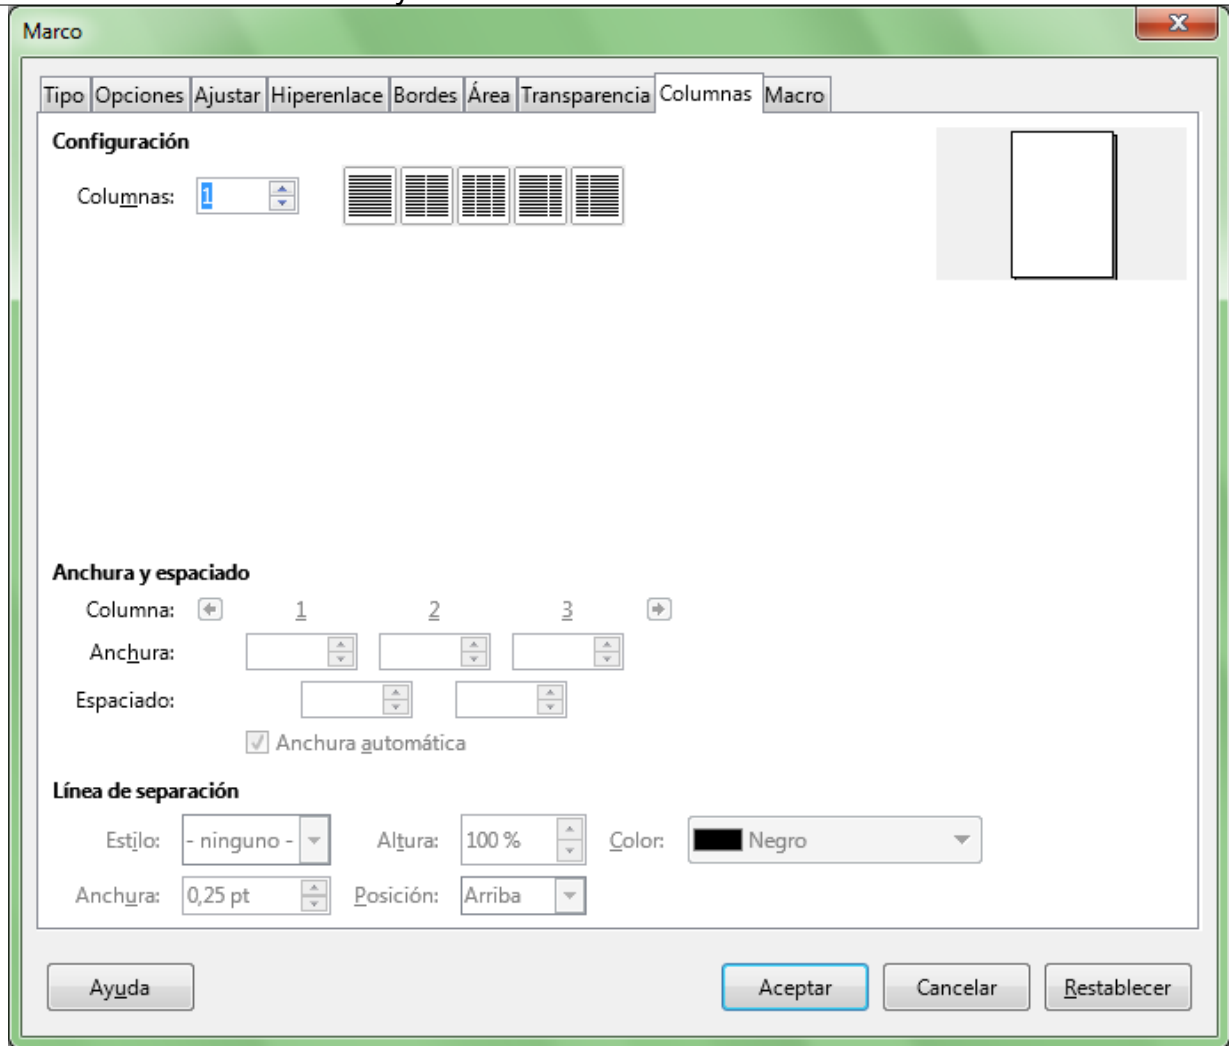 Marco
X
Tipo Opciones Ajustar Hiperenlace Bordes Área Transparencia Columnas Macro
Configuración
Columnas: 1
Anchura y espaciado
Columna: 1 2 3
Anchura:
Espaciado:
Anchura automática
Línea de separación
Estilo: - ninguno - Altura: 100 % Color: Negro
Anchura: 0,25 pt Posición: Arriba
Ayuda Aceptar Cancelar Restablecer